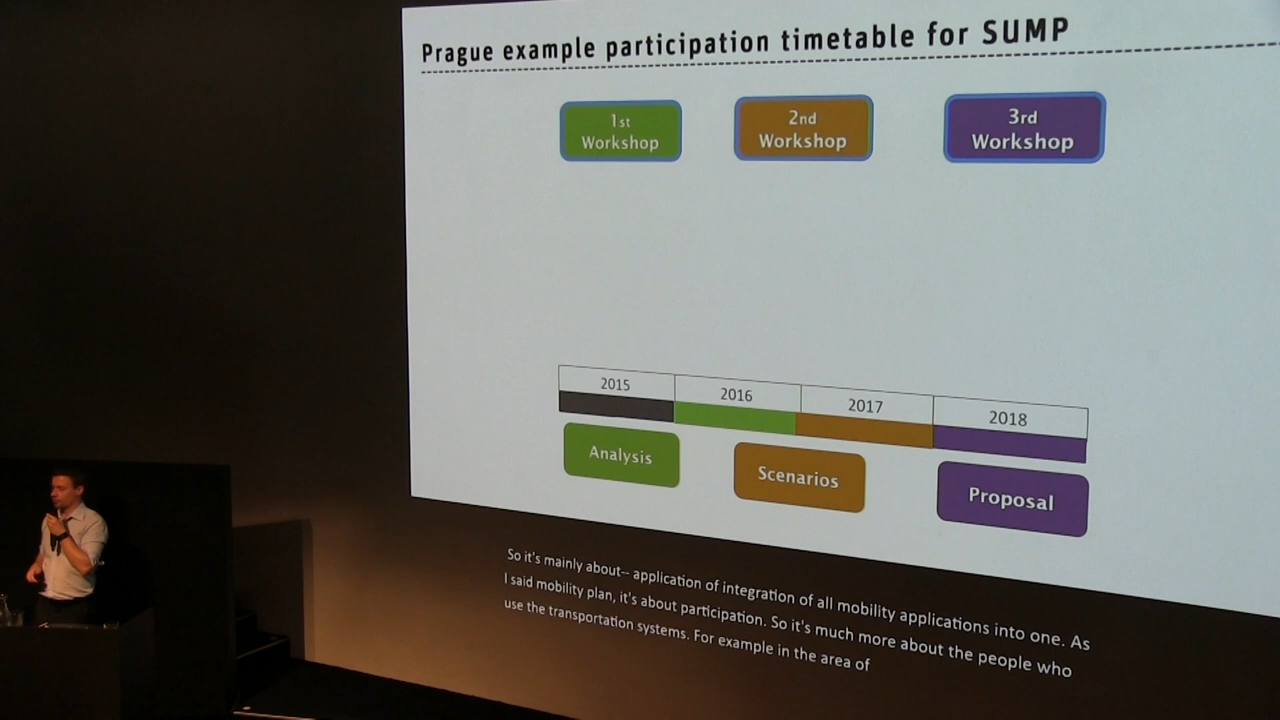 Prague example participation timetable for SUMP
1st
Workshop
2nd
Workshop
3rd
Workshop
2015
2016
2017
2018
Analysis
Scenarios
Proposal
So it's mainly about-- application of integration of all mobility applications into one. As
I said mobility plan, it's about participation. So it's much more about the people who
use the transportation systems. For example in the area of